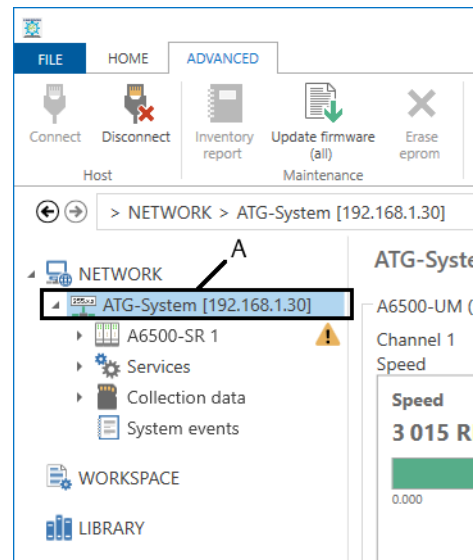 FILE HOME ADVANCED
Connect Disconnect Inventory report Update firmware (all) Erase eprom
Host Maintenance
> NETWORK > ATG-System [192.168.1.30]
A
NETWORK
ATG-System [192.168.1.30]
A6500-SR 1
Services
Collection data
System events
WORKSPACE
LIBRARY
ATG-Syste
A6500-UM (
Channel 1
Speed
Speed
3 015 R
0.000